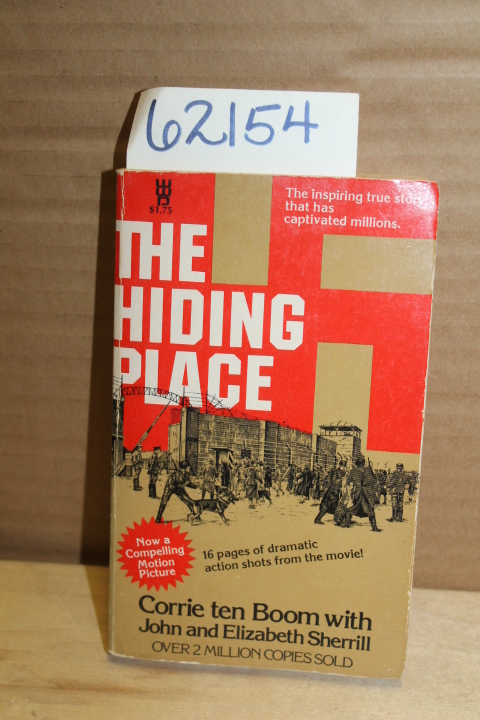 62154
WWP
$1.75
The inspiring true story
that has
captivated millions.
THE
HIDING
PLACE
Now a
Compelling
Motion
Picture
16 pages of dramatic
action shots from the movie!
Corrie ten Boom with
John and Elizabeth Sherrill
OVER 2 MILLION COPIES SOLD